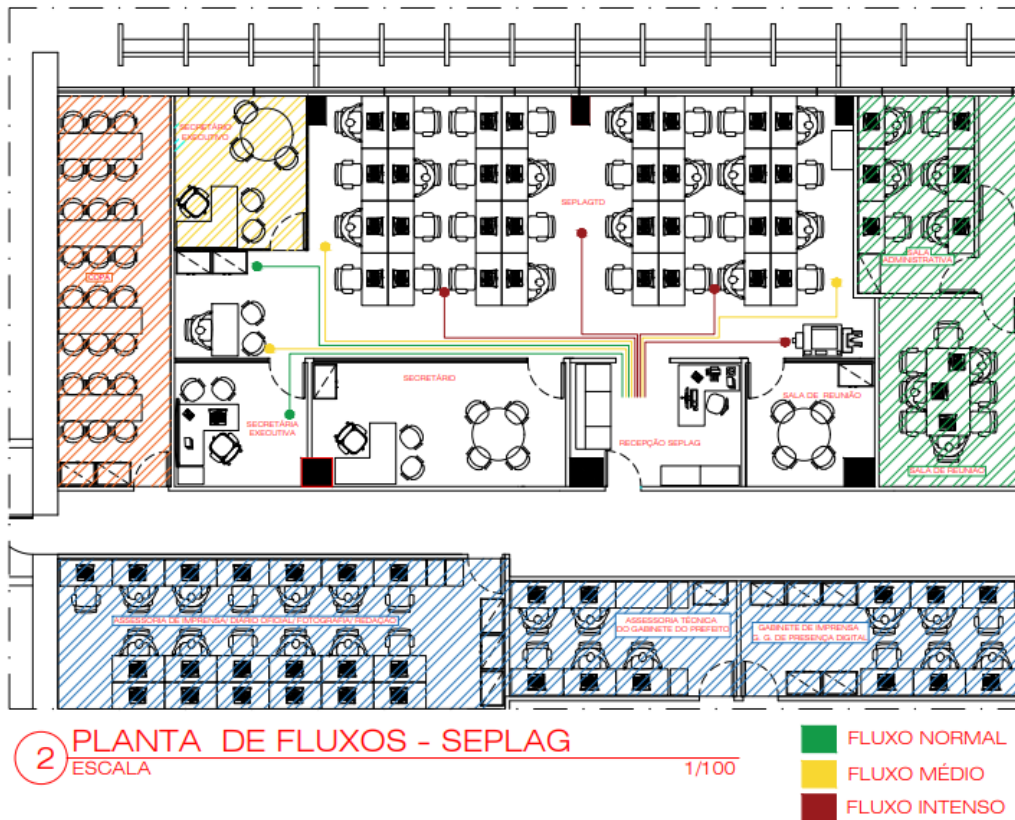 SECRETÁRIO
EXECUTIVO
SEPLAGTD
COPA
SALA
ADMINISTRATIVA
SECRETÁRIA
EXECUTIVA
SECRETÁRIO
RECEPÇÃO SEPLAG
SALA DE REUNIÃO
SALA DE REUNIÃO
ASSESSORIA DE IMPRENSA/ DIÁRIO OFICIAL/ FOTOGRAFIA/ REDAÇÃO
ASSESSORIA TÉCNICA
DO GABINETE DO PREFEITO
GABINETE DE IMPRENSA
G. G. DE PRESENÇA DIGITAL
2 PLANTA DE FLUXOS - SEPLAG
ESCALA 1/100
FLUXO NORMAL
FLUXO MÉDIO
FLUXO INTENSO